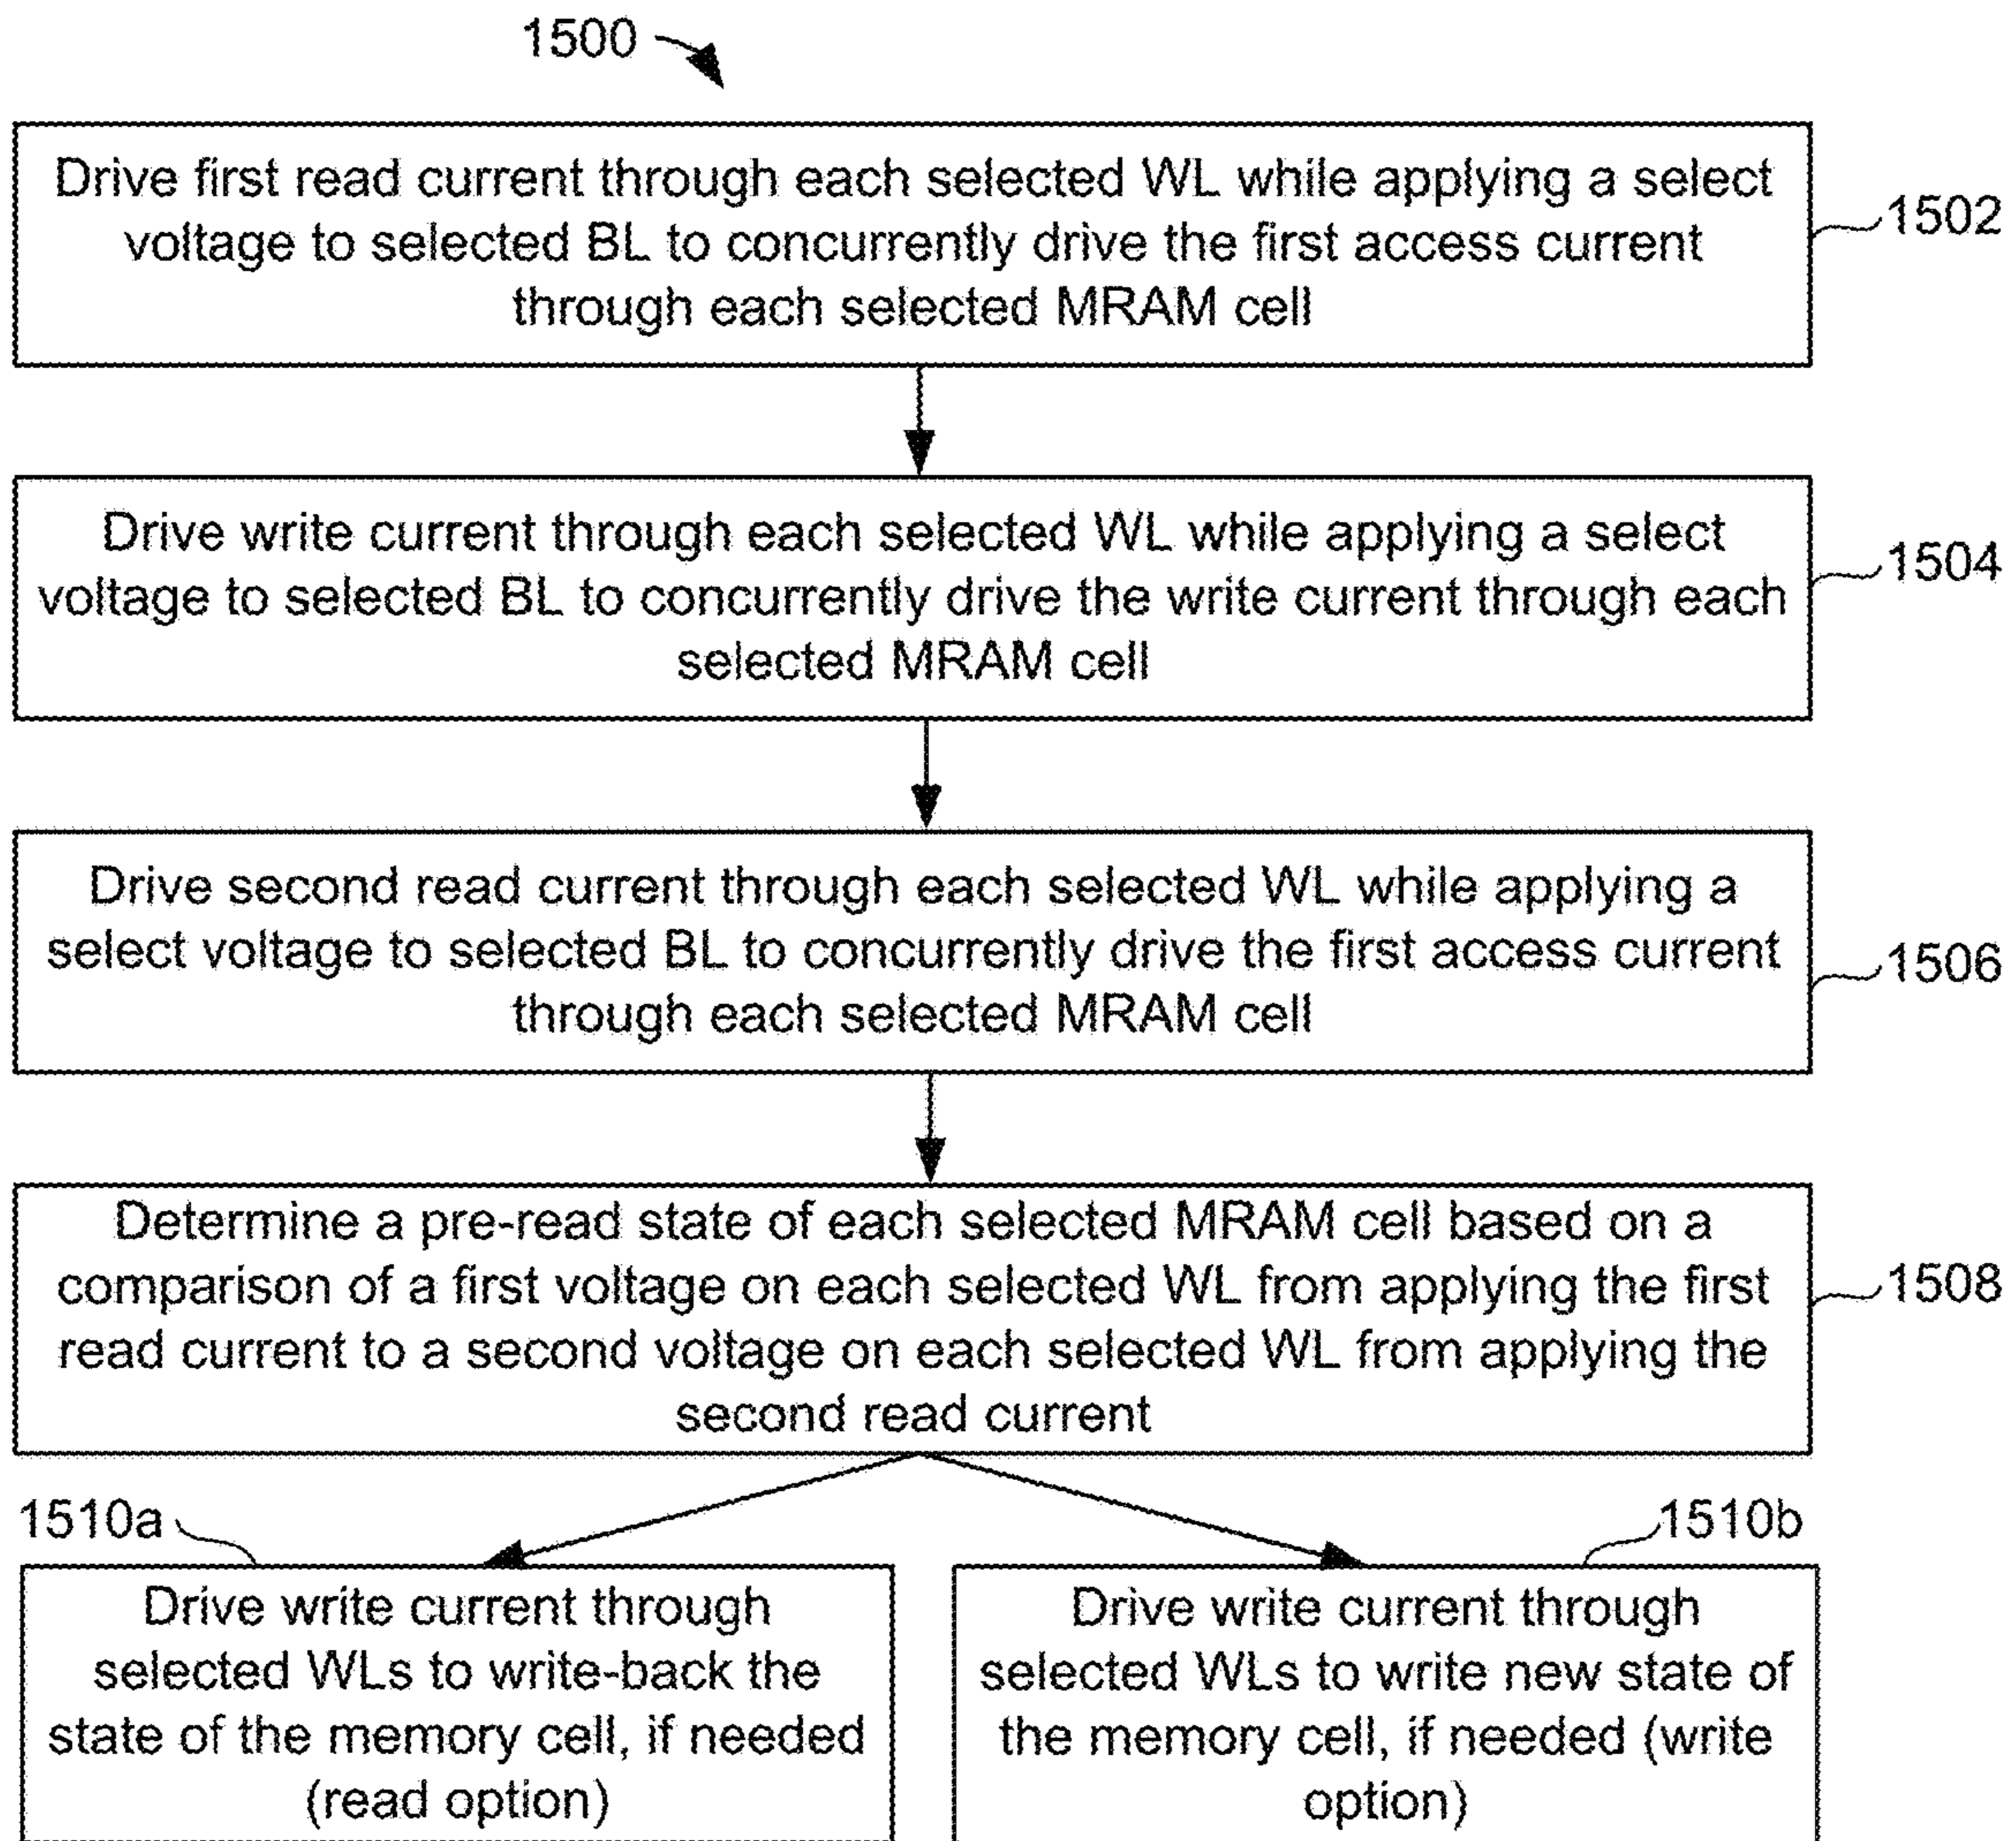 1500
Drive first read current through each selected WL while applying a select
voltage to selected BL to concurrently drive the first access current
through each selected MRAM cell
1502
Drive write current through each selected WL while applying a select
voltage to selected BL to concurrently drive the write current through each
selected MRAM cell
1504
Drive second read current through each selected WL while applying a
select voltage to selected BL to concurrently drive the first access current
through each selected MRAM cell
1506
Determine a pre-read state of each selected MRAM cell based on a
comparison of a first voltage on each selected WL from applying the first
read current to a second voltage on each selected WL from applying the
second read current
1508
1510a
Drive write current through
selected WLs to write-back the
state of the memory cell, if needed
(read option)
1510b
Drive write current through
selected WLs to write new state of
the memory cell, if needed (write
option)